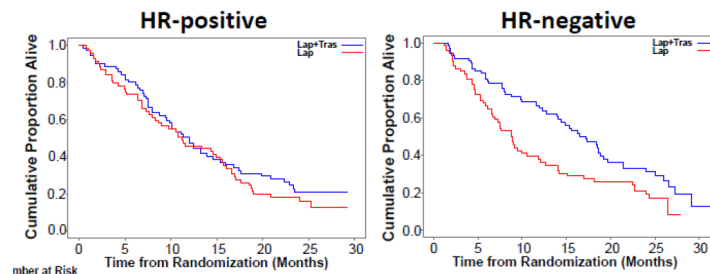 HR-positive
HR-negative
Lap+Tras
Lap
Lap+Tras
Lap
Cumulative Proportion Alive
1.0
0.8
0.6
0.4
0.2
0.0
0 5 10 15 20 25 30
Time from Randomization (Months)
Cumulative Proportion Alive
1.0
0.8
0.6
0.4
0.2
0.0
0 5 10 15 20 25 30
Time from Randomization (Months)
mber at Risk